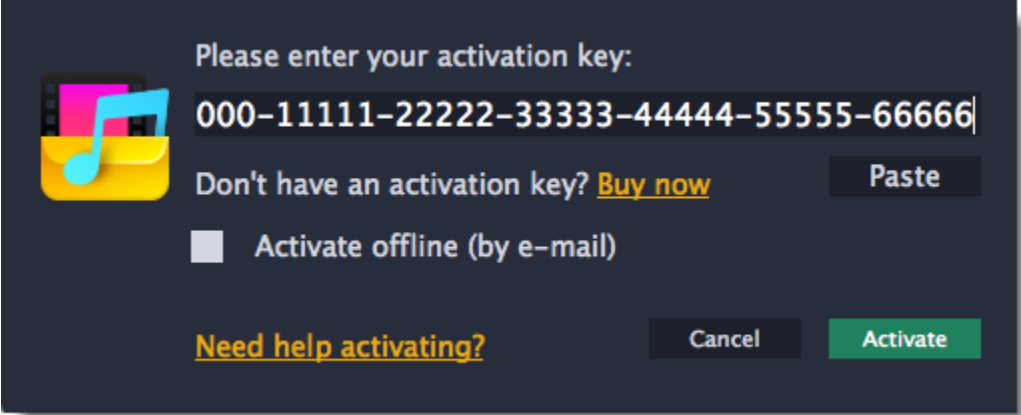 Please enter your activation key:
000-11111-22222-33333-44444-55555-66666
Don't have an activation key? Buy now
Paste
Activate offline (by e-mail)
Need help activating?
Cancel
Activate